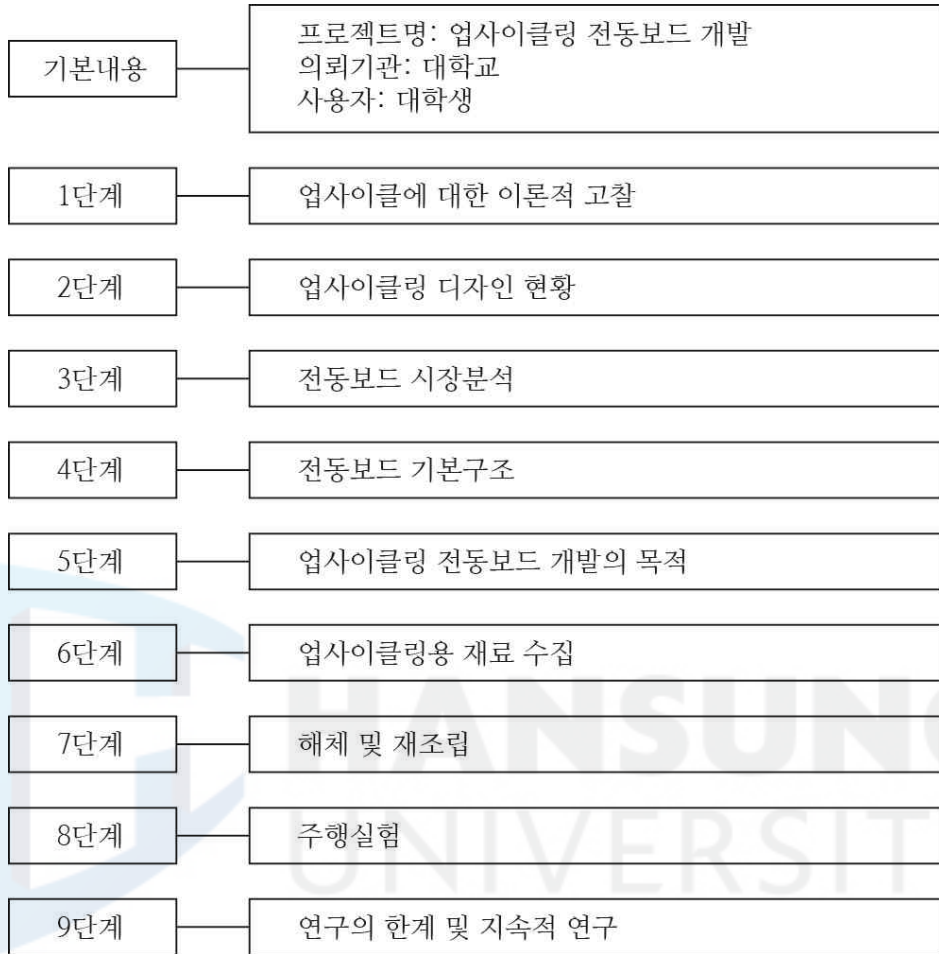 기본내용
프로젝트명: 업사이클링 전동보드 개발
의뢰기관: 대학교
사용자: 대학생
1단계
업사이클에 대한 이론적 고찰
2단계
업사이클링 디자인 현황
3단계
전동보드 시장분석
4단계
전동보드 기본구조
5단계
업사이클링 전동보드 개발의 목적
6단계
업사이클링용 재료 수집
7단계
해체 및 재조립
8단계
주행실험
9단계
연구의 한계 및 지속적 연구
HANSUNG
UNIVERSIT